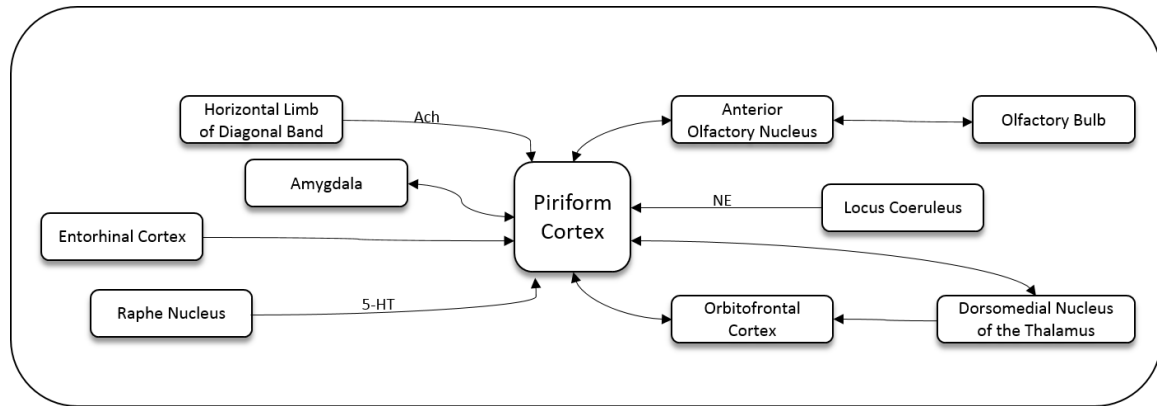 Horizontal Limb
of Diagonal Band
Ach
Anterior
Olfactory Nucleus
Olfactory Bulb
Amygdala
Piriform
Cortex
NE
Locus Coeruleus
Entorhinal Cortex
Raphe Nucleus
5-HT
Orbitofrontal
Cortex
Dorsomedial Nucleus
of the Thalamus